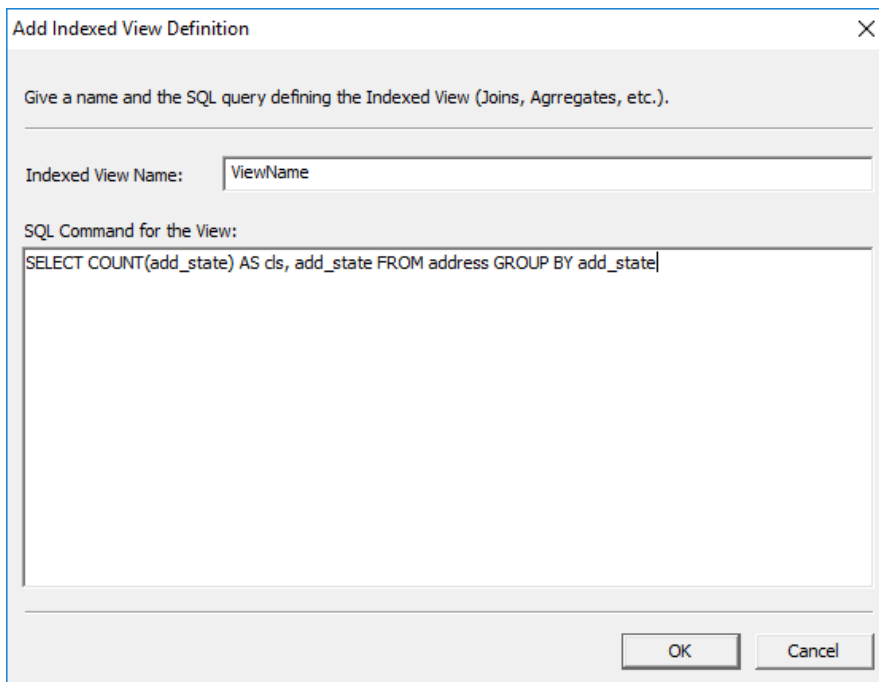 Add Indexed View Definition
Give a name and the SQL query defining the Indexed View (Joins, Agrregates, etc.).
Indexed View Name:
ViewName
SQL Command for the View:
SELECT COUNT(add_state) AS cls, add_state FROM address GROUP BY add_state
OK
Cancel